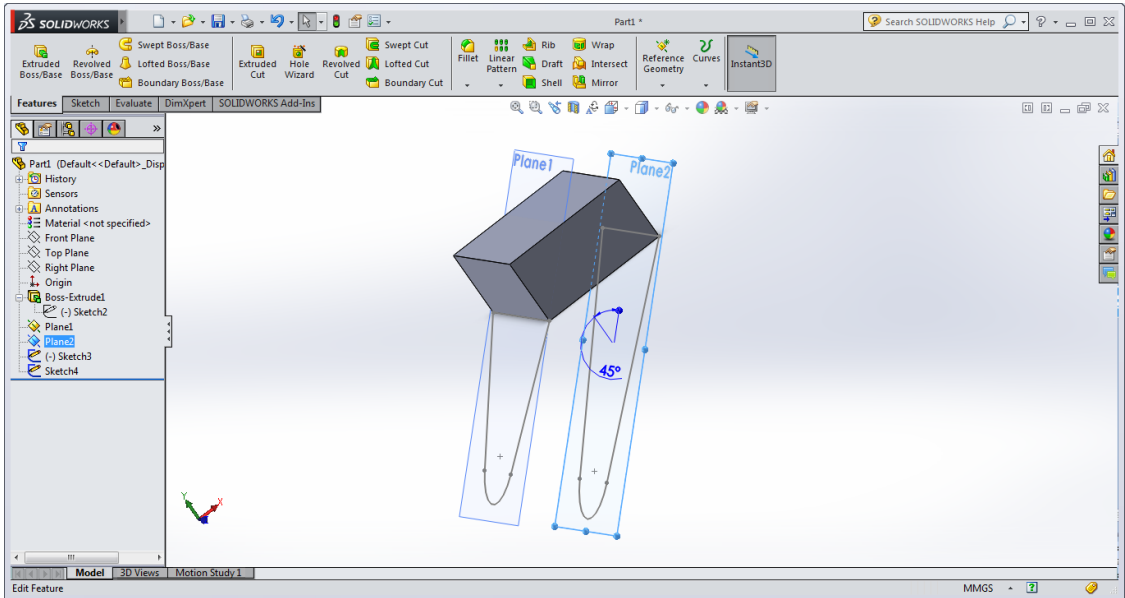 SOLIDWORKS
Part1 *
Search SOLIDWORKS Help
Extruded Boss/Base
Revolved Boss/Base
Swept Boss/Base
Lofted Boss/Base
Boundary Boss/Base
Extruded Cut
Hole Wizard
Revolved Cut
Swept Cut
Lofted Cut
Boundary Cut
Fillet
Linear Pattern
Rib
Draft
Shell
Wrap
Intersect
Mirror
Reference Geometry
Curves
Instant3D
Features Sketch Evaluate DimXpert SOLIDWORKS Add-Ins
Part1 (Default<<Default>_Disp
History
Sensors
Annotations
Material <not specified>
Front Plane
Top Plane
Right Plane
Origin
Boss-Extrude1
(-) Sketch2
Plane1
Plane2
(-) Sketch3
Sketch4
Plane1
Plane2
45°
Y
X
Model 3D Views Motion Study 1
Edit Feature
MMGS